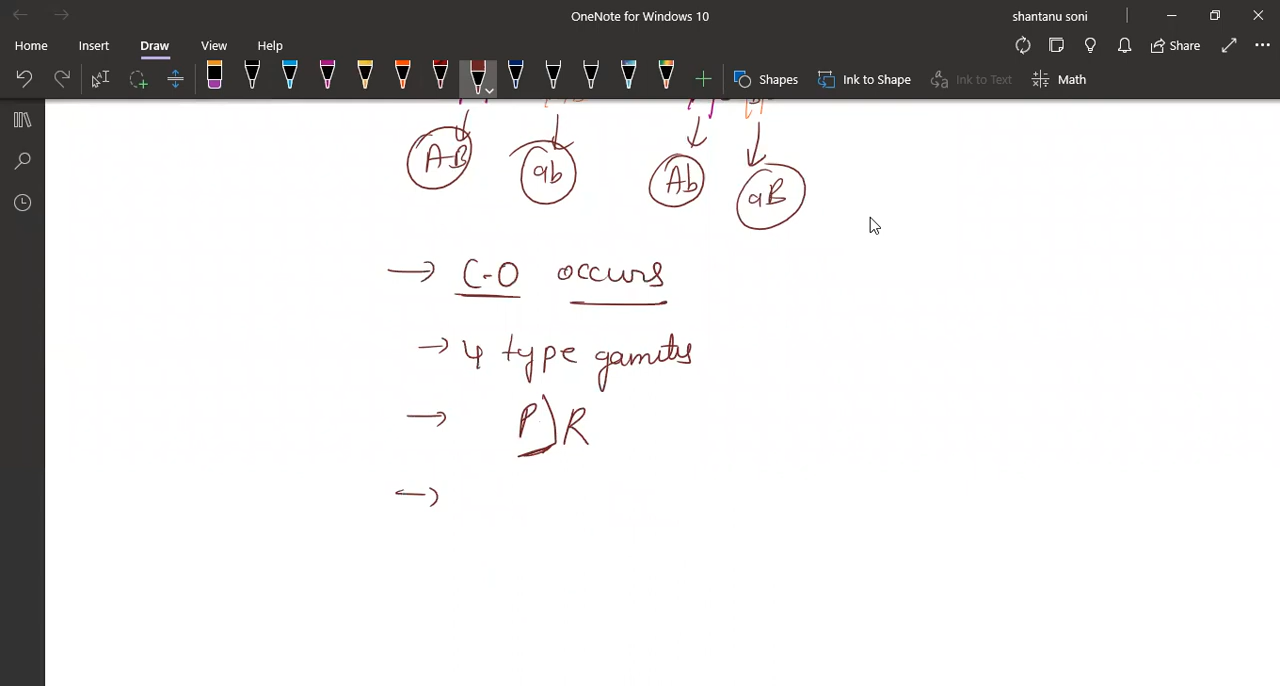 OneNote for Windows 10
shantanu soni
Home Insert Draw View Help
Share
Shapes Ink to Shape Ink to Text Math
AB ab Ab aB
→ C-O occurs
→ 4 type gamits
→ P) R
→